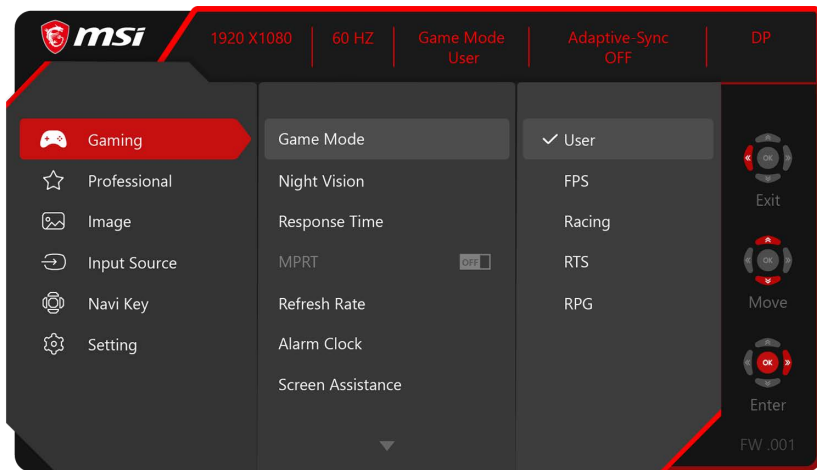 msi
1920 X1080
60 HZ
Game Mode
User
Adaptive-Sync
OFF
DP
Gaming
Professional
Image
Input Source
Navi Key
Setting
Game Mode
Night Vision
Response Time
MPRT OFF
Refresh Rate
Alarm Clock
Screen Assistance
User
FPS
Racing
RTS
RPG
OK
Exit
OK
Move
OK
Enter
FW .001